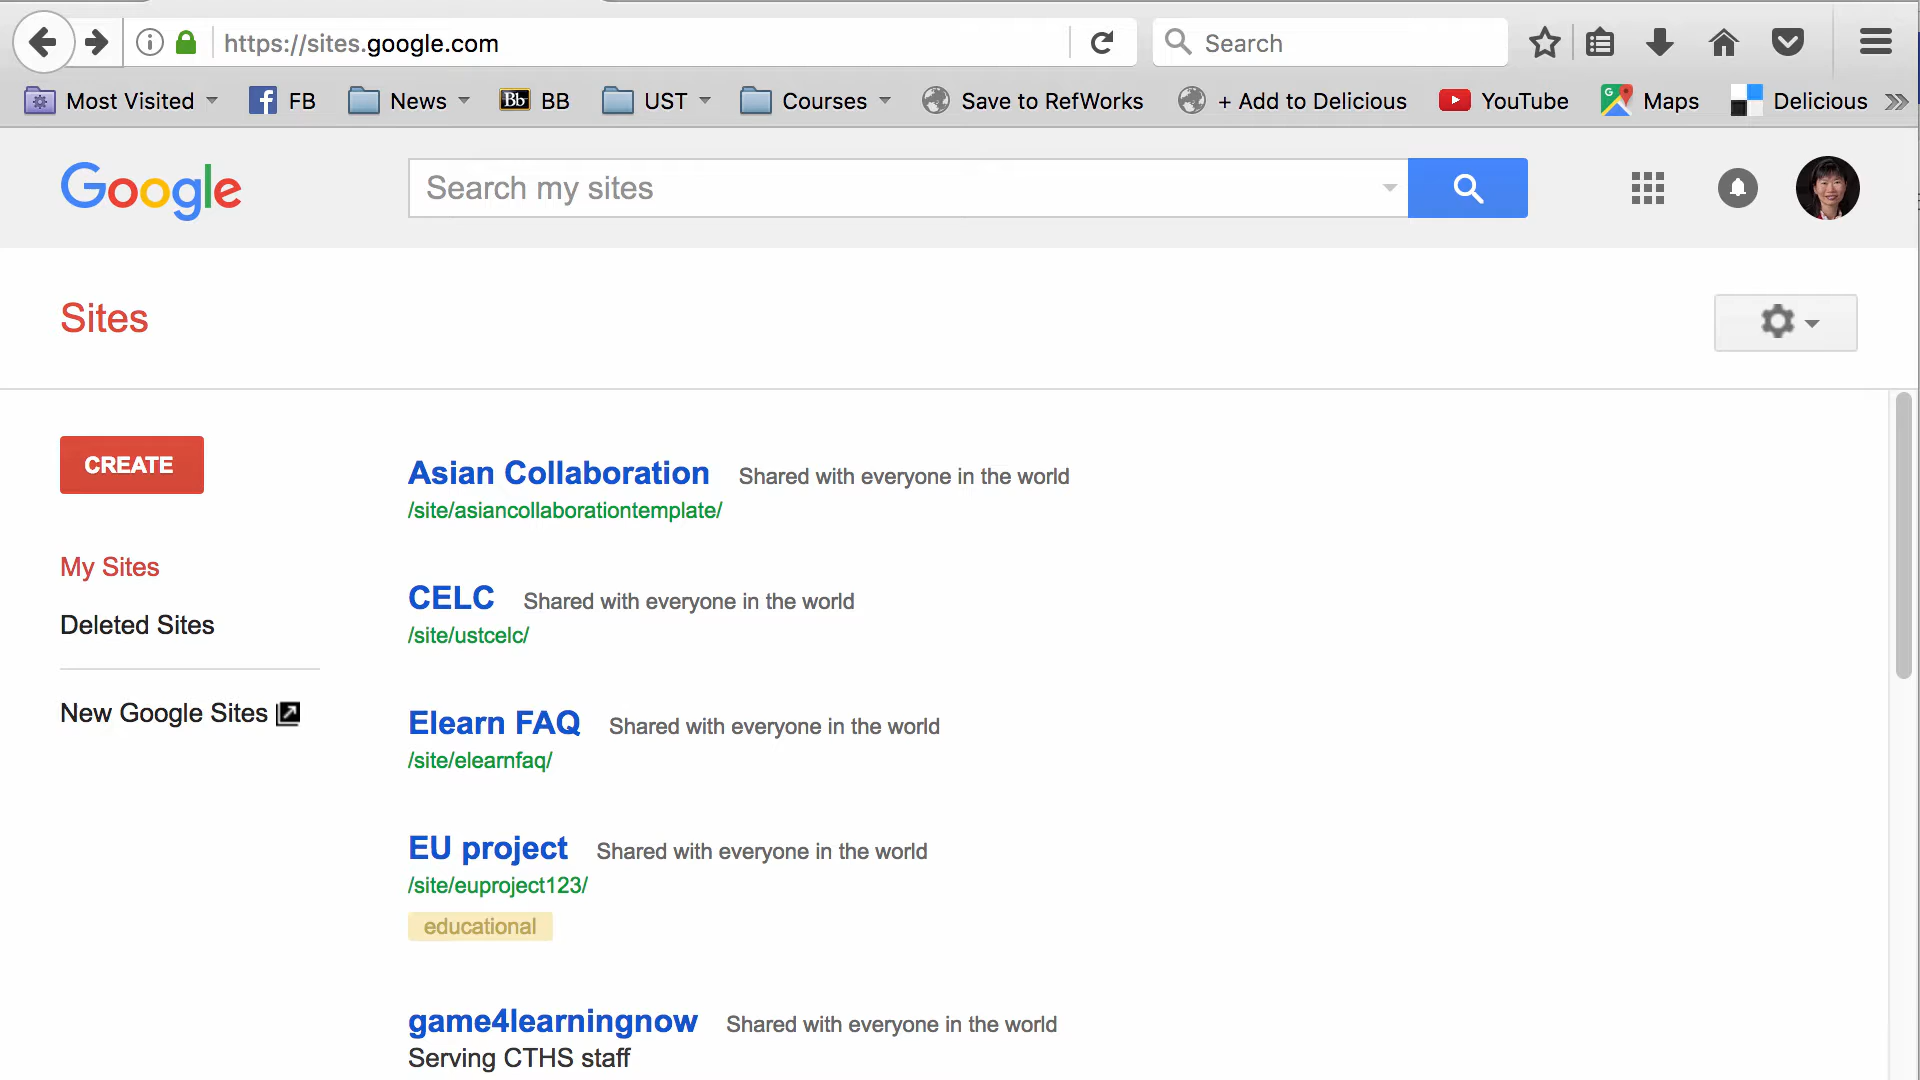 https://sites.google.com
Search
Most Visited FB News Bb BB UST Courses Save to RefWorks + Add to Delicious YouTube Maps Delicious
Google
Search my sites
Sites
CREATE
My Sites
Deleted Sites
New Google Sites
Asian Collaboration Shared with everyone in the world
/site/asiancollaborationtemplate/
CELC Shared with everyone in the world
/site/ustcelc/
Elearn FAQ Shared with everyone in the world
/site/elearnfaq/
EU project Shared with everyone in the world
/site/euproject123/
educational
game4learningnow Shared with everyone in the world
Serving CTHS staff